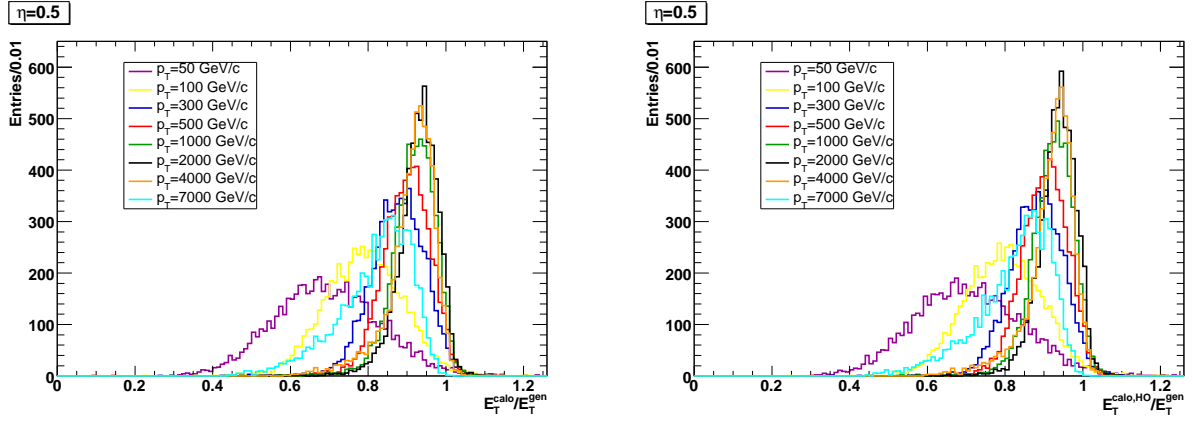 η=0.5
Entries/0.01
600
500
400
300
200
100
0
p_T=50 GeV/c
p_T=100 GeV/c
p_T=300 GeV/c
p_T=500 GeV/c
p_T=1000 GeV/c
p_T=2000 GeV/c
p_T=4000 GeV/c
p_T=7000 GeV/c
0 0.2 0.4 0.6 0.8 1 1.2
E_T^calo/E_T^gen
η=0.5
Entries/0.01
600
500
400
300
200
100
0
p_T=50 GeV/c
p_T=100 GeV/c
p_T=300 GeV/c
p_T=500 GeV/c
p_T=1000 GeV/c
p_T=2000 GeV/c
p_T=4000 GeV/c
p_T=7000 GeV/c
0 0.2 0.4 0.6 0.8 1 1.2
E_T^calo,HO/E_T^gen